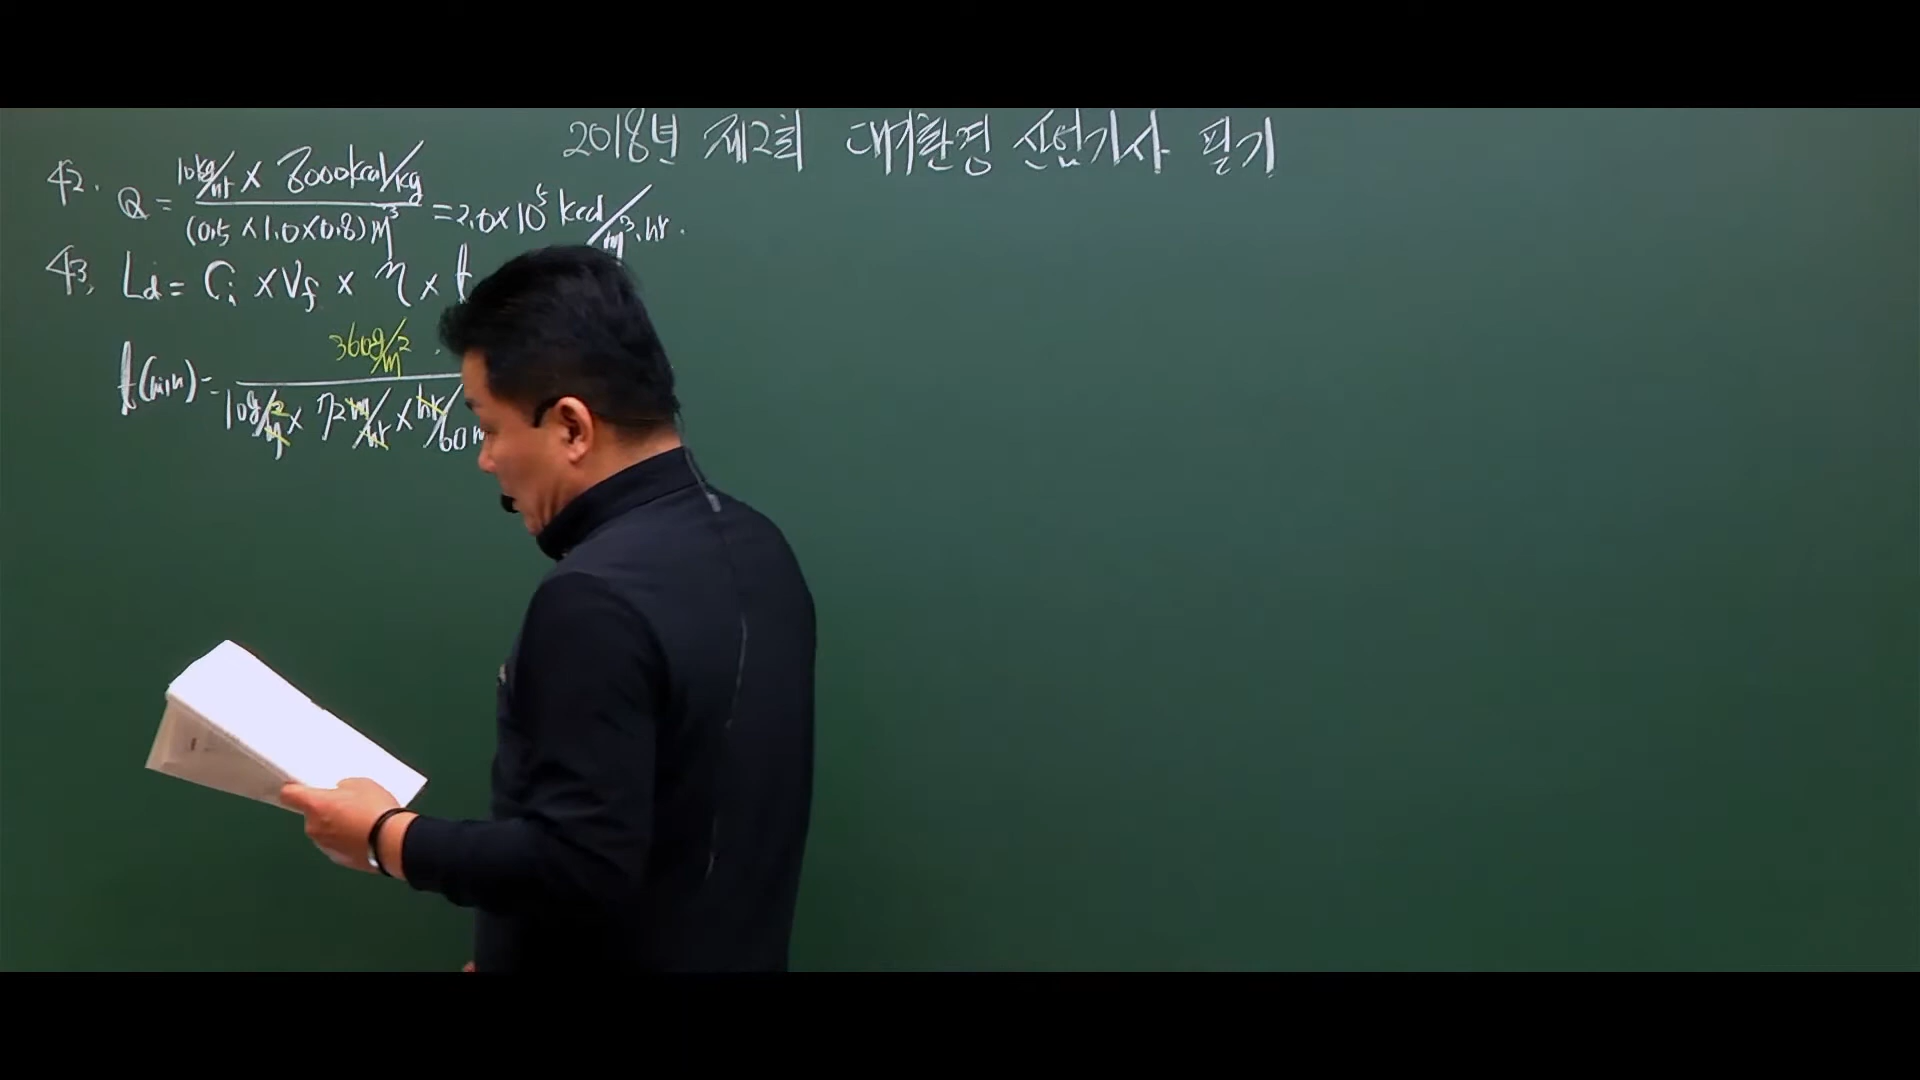 2018년 제2회 대기환경 산업기사 필기
42. Q = 10kg/hr × 8000kcal/kg / (0.5×1.0×0.8)m³ = 2.0×10⁵ kcal/m³·hr.
43. Ld = Ci × Vf × η × t
t(min) = 360g/m² / 10g/m³ × 72m/hr × hr/60